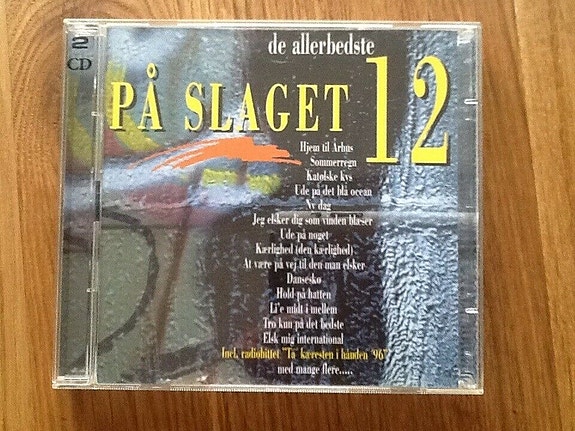 2
CD
de allerbedste
PÅ SLAGET 12
Hjem til Århus
Sommerregn
Katolske kys
Ude på det blå ocean
Ny dag
Jeg elsker dig som vinden blæser
Ude på noget
Kærlighed (den kærlighed)
At være på vej til den man elsker
Dansesko
Hold på hatten
Li'e midt i mellem
Tro kun på det bedste
Elsk mig international
Incl. radiohittet "Ta' kæresten i hånden '96"
med mange flere.....